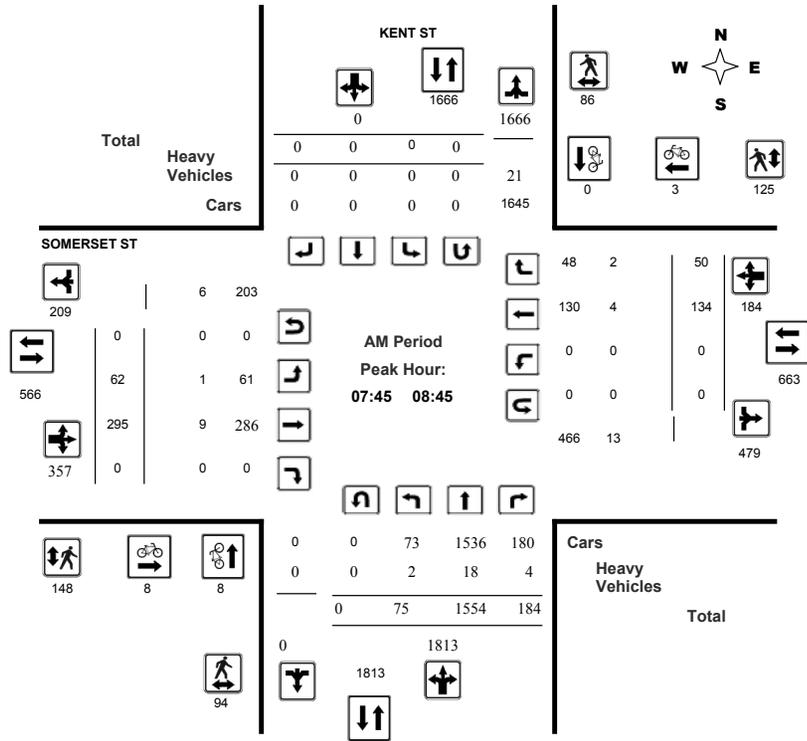 KENT ST
N
W E
S
1666
86
0 1666
Total
0 0 0 0
Heavy
Vehicles
0 0 0 0 21
0 3 125
Cars
0 0 0 0 1645
SOMERSET ST
48 2 50
209
6 203
130 4 134 184
0 0 0
AM Period
0 0 0
566
62 1 61
Peak Hour:
663
07:45 08:45
0 0 0
295 9 286
466 13
479
357
0 0 0
0 0 73 1536 180
Cars
0 0 2 18 4
Heavy
Vehicles
148 8 8
0 75 1554 184
Total
0 1813
1813
94